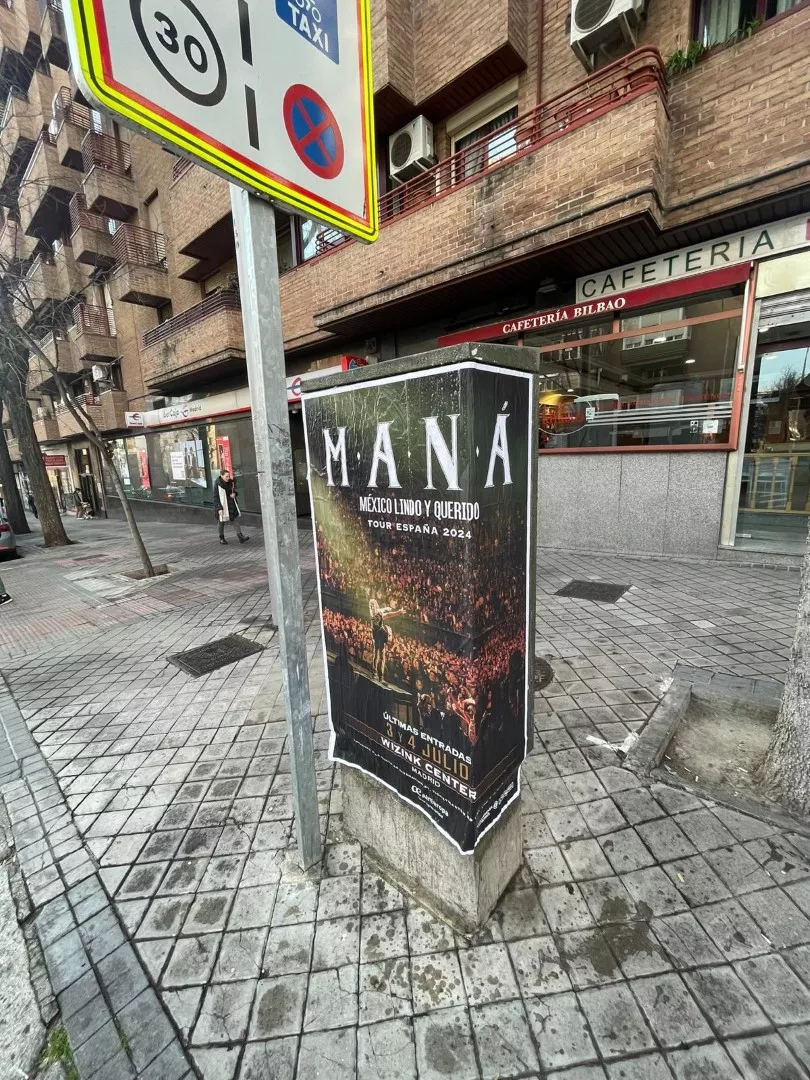 30
TAXI
CAFETERIA
CAFETERÍA BILBAO
M·A·N·Á
MÉXICO LINDO Y QUERIDO
TOUR ESPAÑA 2024
ÚLTIMAS ENTRADAS
3 Y 4 JULIO
WIZINK CENTER
MADRID
airEuropa